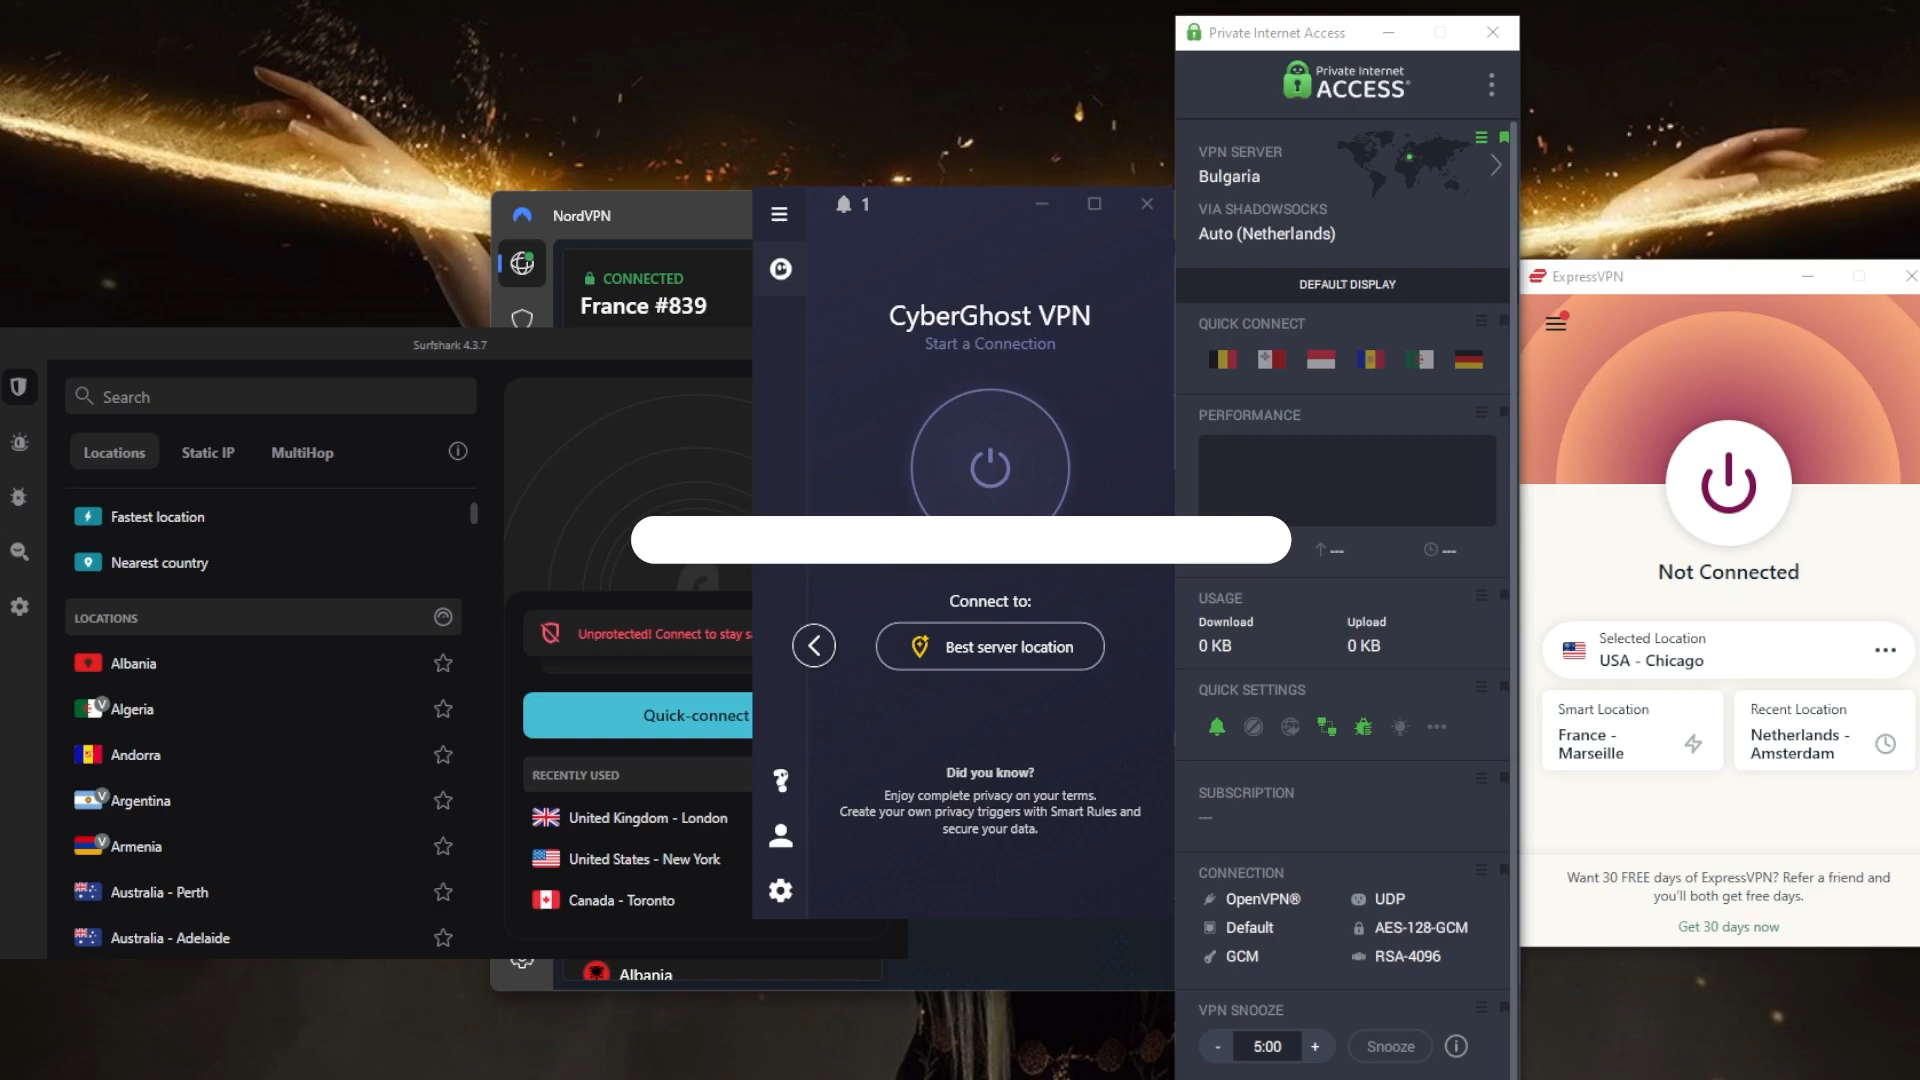 Private Internet Access
Private Internet
ACCESS
VPN SERVER
Bulgaria
VIA SHADOWSOCKS
Auto (Netherlands)
DEFAULT DISPLAY
QUICK CONNECT
PERFORMANCE
---
---
USAGE
Download
Upload
0 KB
0 KB
QUICK SETTINGS
SUBSCRIPTION
—
CONNECTION
OpenVPN®
UDP
Default
AES-128-GCM
GCM
RSA-4096
VPN SNOOZE
-
5:00
+
Snooze
NordVPN
CONNECTED
France #839
Albania
1
CyberGhost VPN
Start a Connection
Connect to:
Best server location
Did you know?
Enjoy complete privacy on your terms.
Create your own privacy triggers with Smart Rules and
secure your data.
ExpressVPN
Not Connected
Selected Location
USA - Chicago
Smart Location
France -
Marseille
Recent Location
Netherlands -
Amsterdam
Want 30 FREE days of ExpressVPN? Refer a friend and
you'll both get free days.
Get 30 days now
Surfshark 4.3.7
Search
Locations
Static IP
MultiHop
Fastest location
Nearest country
LOCATIONS
Albania
Algeria
Andorra
Argentina
Armenia
Australia - Perth
Australia - Adelaide
Unprotected! Connect to stay s
Quick-connect
RECENTLY USED
United Kingdom - London
United States - New York
Canada - Toronto